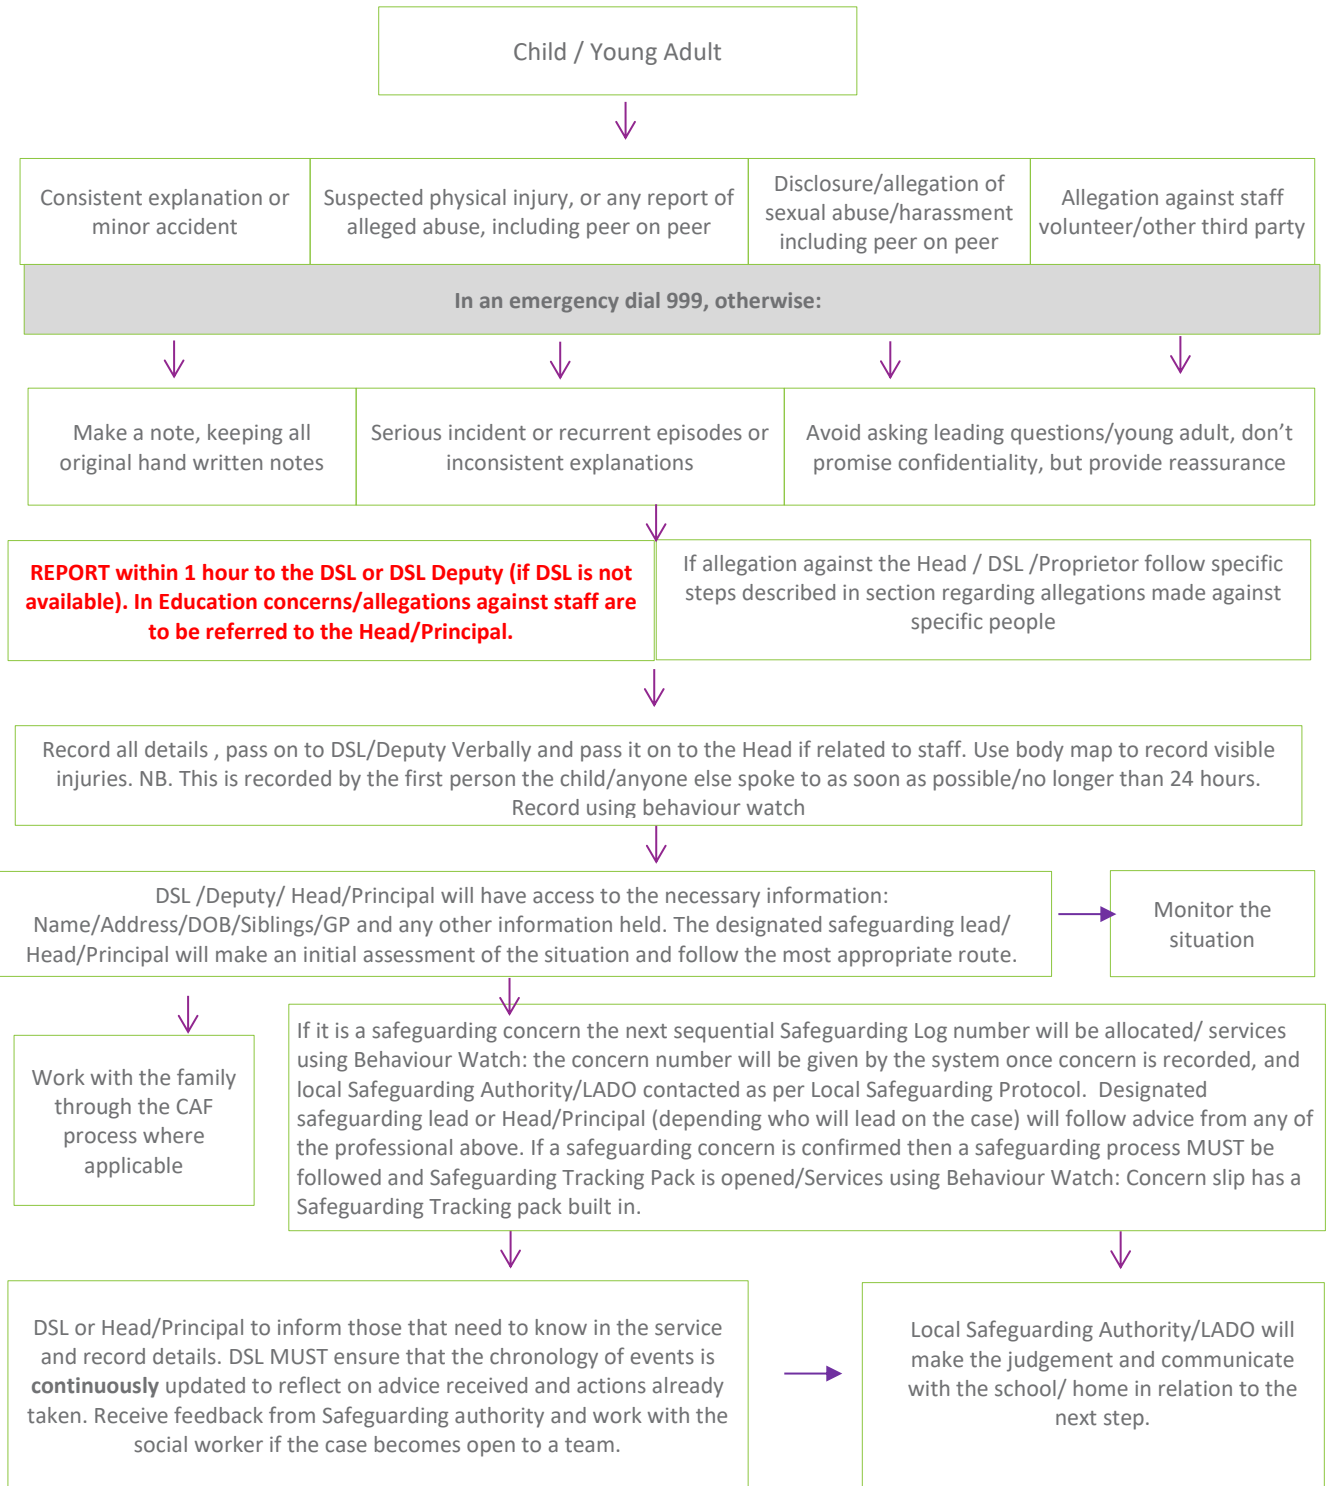 Child / Young Adult
Consistent explanation or
minor accident
Suspected physical injury, or any report of
alleged abuse, including peer on peer
Disclosure/allegation of
sexual abuse/harassment
including peer on peer
Allegation against staff
volunteer/other third party
In an emergency dial 999, otherwise:
Make a note, keeping all
original hand written notes
Serious incident or recurrent episodes or
inconsistent explanations
Avoid asking leading questions/young adult, don’t
promise confidentiality, but provide reassurance
REPORT within 1 hour to the DSL or DSL Deputy (if DSL is not
available). In Education concerns/allegations against staff are
to be referred to the Head/Principal.
If allegation against the Head / DSL /Proprietor follow specific
steps described in section regarding allegations made against
specific people
Record all details , pass on to DSL/Deputy Verbally and pass it on to the Head if related to staff. Use body map to record visible
injuries. NB. This is recorded by the first person the child/anyone else spoke to as soon as possible/no longer than 24 hours.
Record using behaviour watch
DSL /Deputy/ Head/Principal will have access to the necessary information:
Name/Address/DOB/Siblings/GP and any other information held. The designated safeguarding lead/
Head/Principal will make an initial assessment of the situation and follow the most appropriate route.
Monitor the
situation
Work with the family
through the CAF
process where
applicable
If it is a safeguarding concern the next sequential Safeguarding Log number will be allocated/ services
using Behaviour Watch: the concern number will be given by the system once concern is recorded, and
local Safeguarding Authority/LADO contacted as per Local Safeguarding Protocol.  Designated
safeguarding lead or Head/Principal (depending who will lead on the case) will follow advice from any of
the professional above. If a safeguarding concern is confirmed then a safeguarding process MUST be
followed and Safeguarding Tracking Pack is opened/Services using Behaviour Watch: Concern slip has a
Safeguarding Tracking pack built in.
DSL or Head/Principal to inform those that need to know in the service
and record details. DSL MUST ensure that the chronology of events is
continuously updated to reflect on advice received and actions already
taken. Receive feedback from Safeguarding authority and work with the
social worker if the case becomes open to a team.
Local Safeguarding Authority/LADO will
make the judgement and communicate
with the school/ home in relation to the
next step.